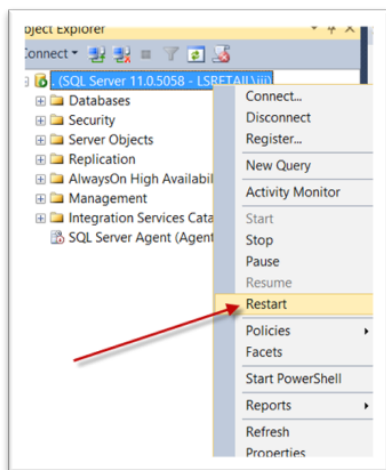 bject Explorer
Connect
. (SQL Server 11.0.5058 - LSRETAIL\iii)
Databases
Security
Server Objects
Replication
AlwaysOn High Availabil
Management
Integration Services Cata
SQL Server Agent (Agent
Connect...
Disconnect
Register...
New Query
Activity Monitor
Start
Stop
Pause
Resume
Restart
Policies
Facets
Start PowerShell
Reports
Refresh
Properties